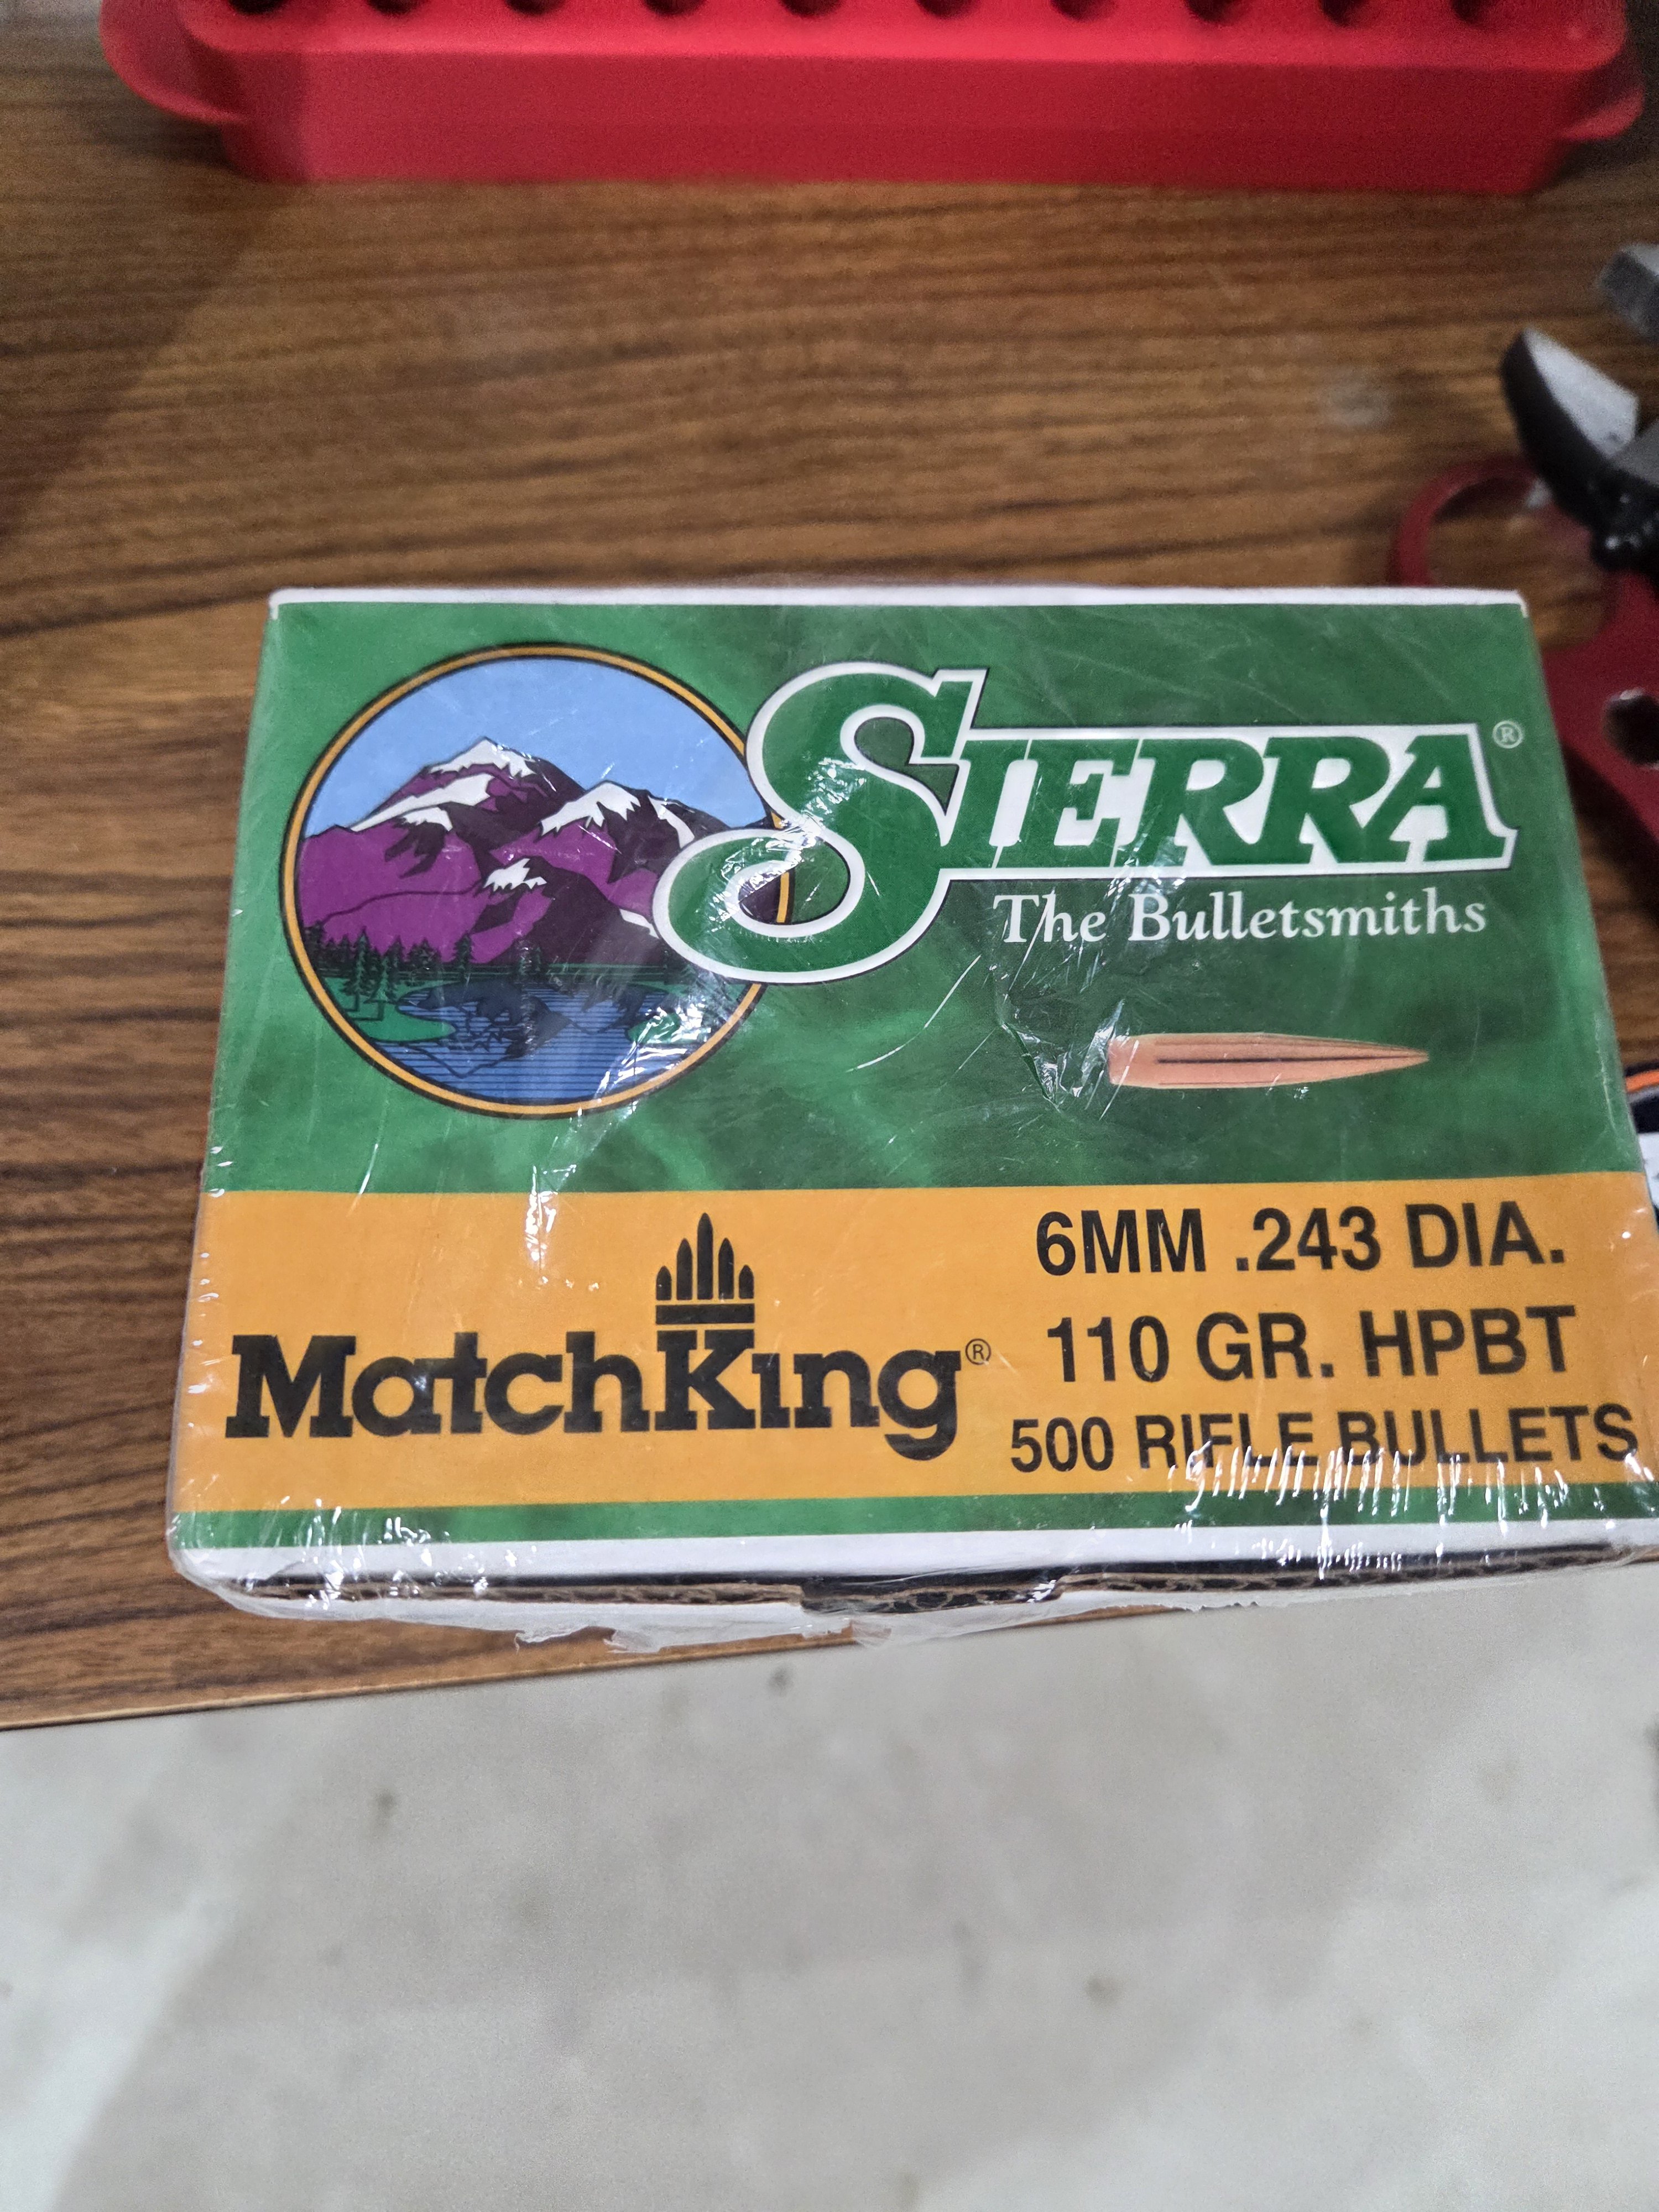 SIERRA®
The Bulletsmiths
6MM .243 DIA.
MatchKing®
110 GR. HPBT
500 RIFLE BULLETS